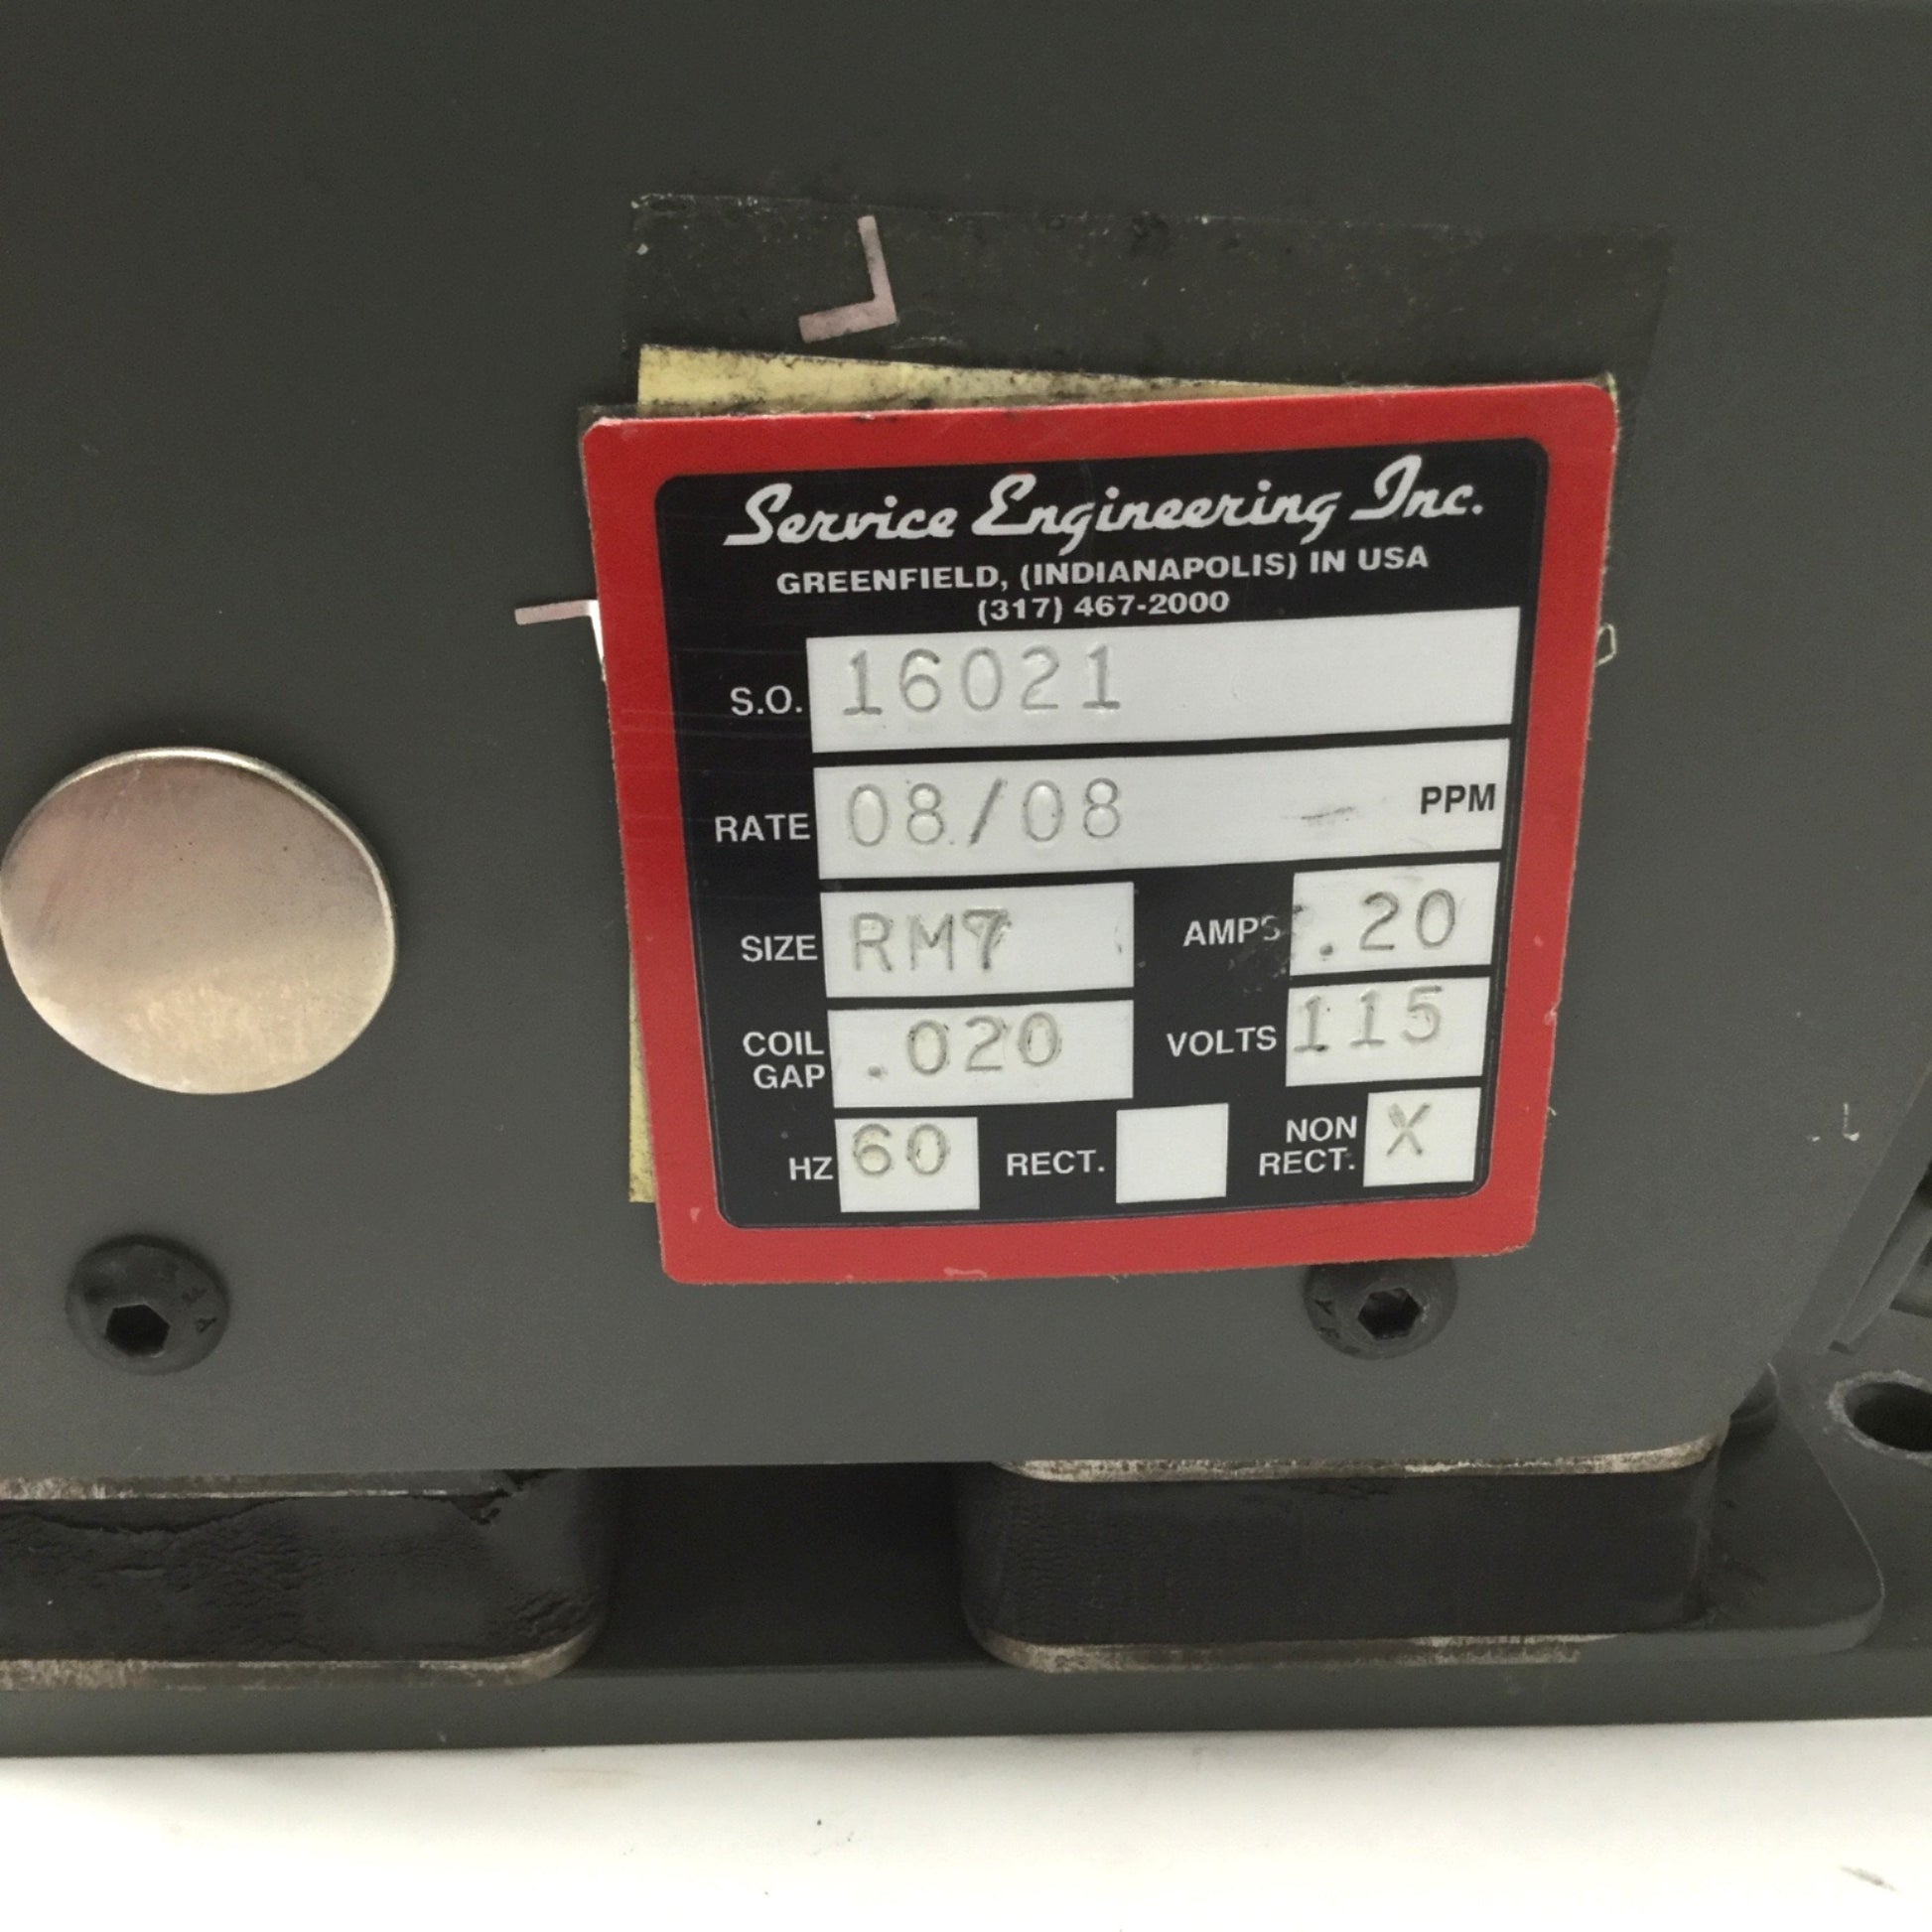 Service Engineering Inc.
GREENFIELD, (INDIANAPOLIS) IN USA
(317) 467-2000
S.O. 16021
RATE 08/08 PPM
SIZE RM7 AMPS .20
COIL GAP .020 VOLTS 115
HZ 60 RECT. NON RECT. X